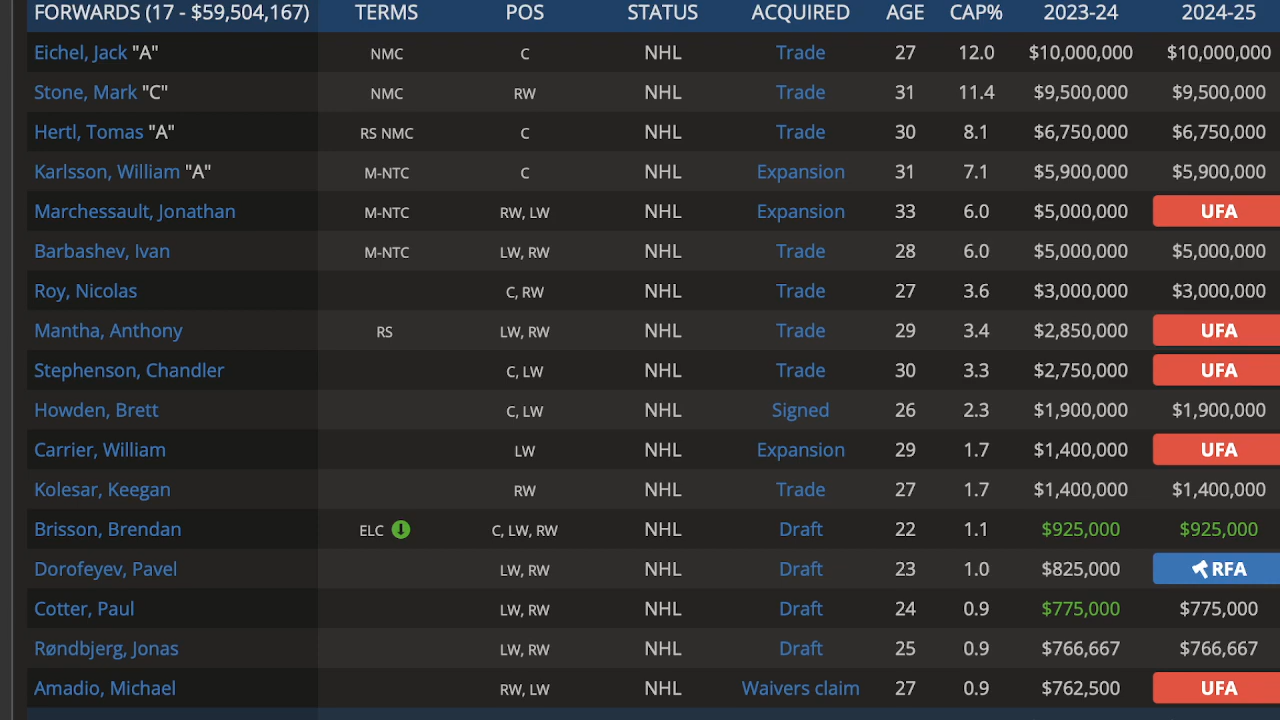 FORWARDS (17 - $59,504,167) TERMS POS STATUS ACQUIRED AGE CAP% 2023-24 2024-25
Eichel, Jack "A" NMC C NHL Trade 27 12.0 $10,000,000 $10,000,000
Stone, Mark "C" NMC RW NHL Trade 31 11.4 $9,500,000 $9,500,000
Hertl, Tomas "A" RS NMC C NHL Trade 30 8.1 $6,750,000 $6,750,000
Karlsson, William "A" M-NTC C NHL Expansion 31 7.1 $5,900,000 $5,900,000
Marchessault, Jonathan M-NTC RW, LW NHL Expansion 33 6.0 $5,000,000 UFA
Barbashev, Ivan M-NTC LW, RW NHL Trade 28 6.0 $5,000,000 $5,000,000
Roy, Nicolas C, RW NHL Trade 27 3.6 $3,000,000 $3,000,000
Mantha, Anthony RS LW, RW NHL Trade 29 3.4 $2,850,000 UFA
Stephenson, Chandler C, LW NHL Trade 30 3.3 $2,750,000 UFA
Howden, Brett C, LW NHL Signed 26 2.3 $1,900,000 $1,900,000
Carrier, William LW NHL Expansion 29 1.7 $1,400,000 UFA
Kolesar, Keegan RW NHL Trade 27 1.7 $1,400,000 $1,400,000
Brisson, Brendan ELC C, LW, RW NHL Draft 22 1.1 $925,000 $925,000
Dorofeyev, Pavel LW, RW NHL Draft 23 1.0 $825,000 RFA
Cotter, Paul LW, RW NHL Draft 24 0.9 $775,000 $775,000
Røndbjerg, Jonas LW, RW NHL Draft 25 0.9 $766,667 $766,667
Amadio, Michael RW, LW NHL Waivers claim 27 0.9 $762,500 UFA